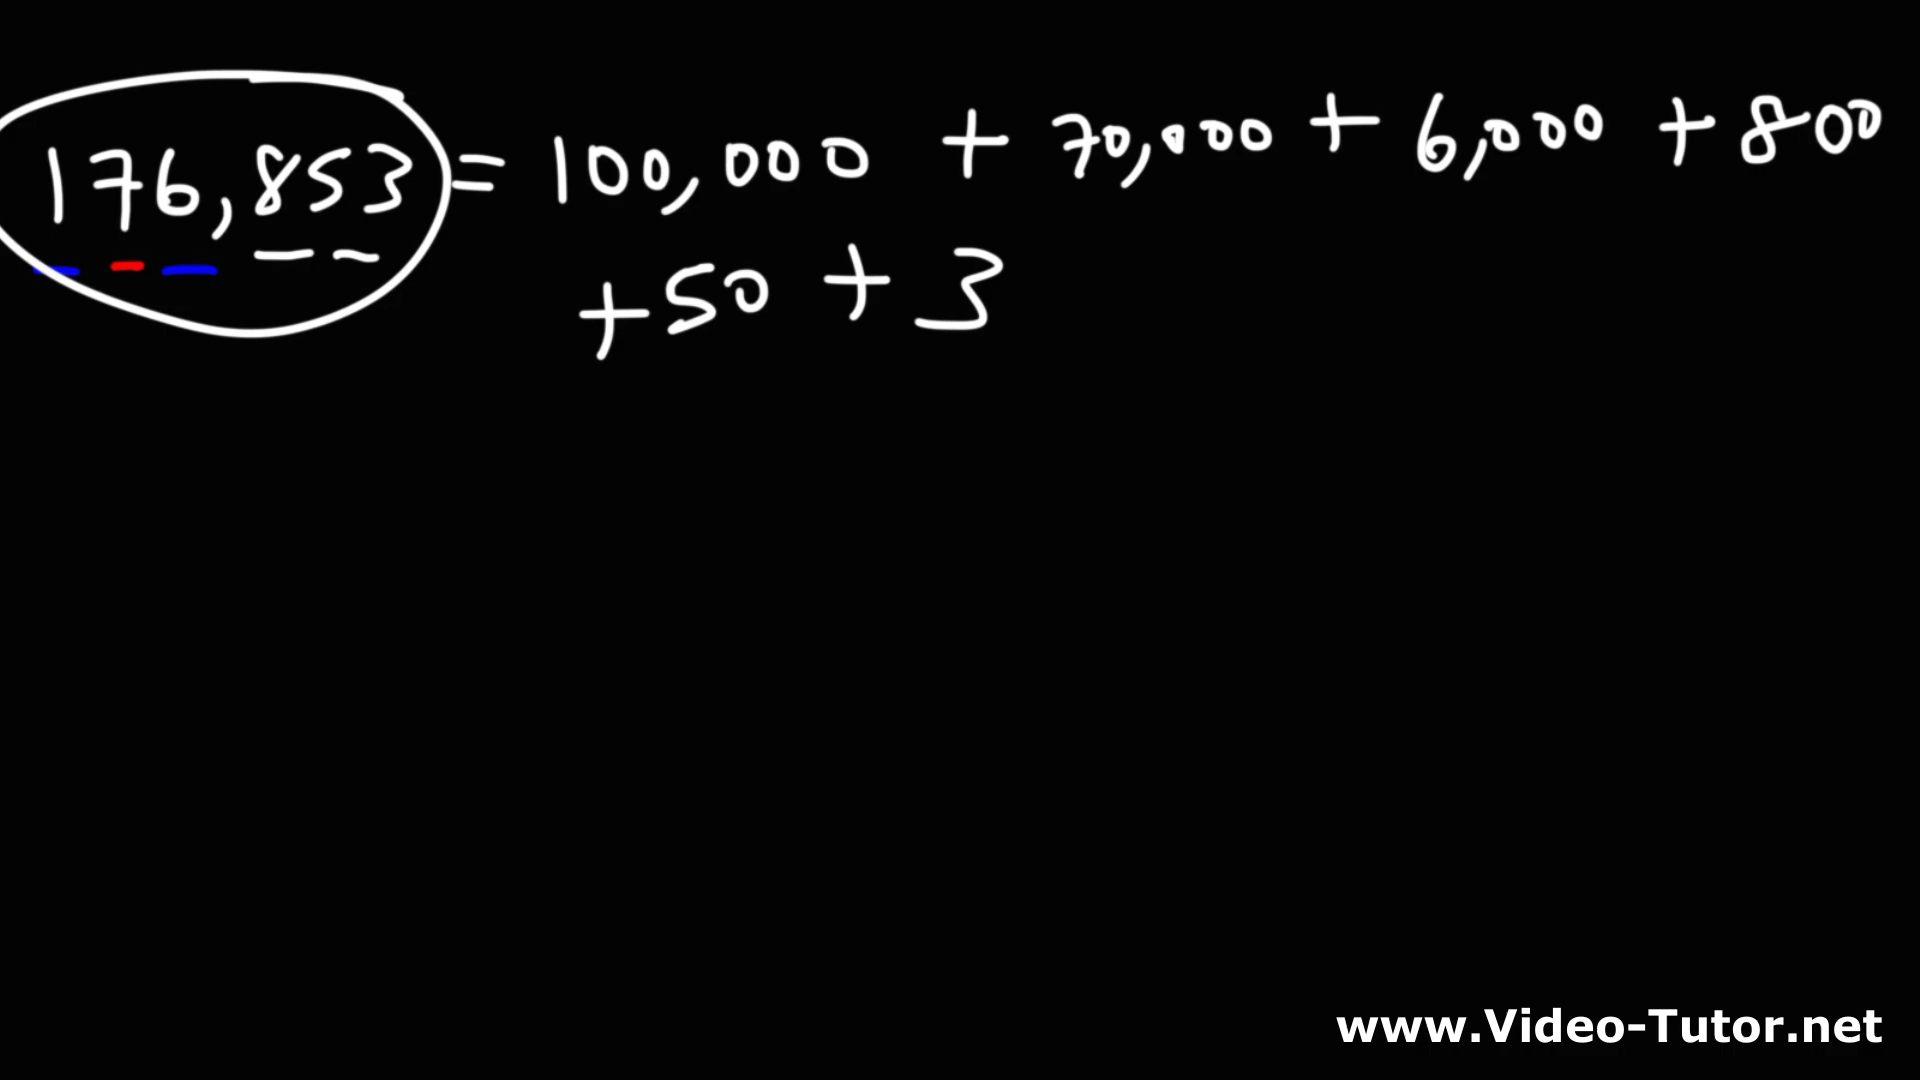 176,853 = 100,000 + 70,000 + 6,000 + 800
+ 50 + 3
www.Video-Tutor.net